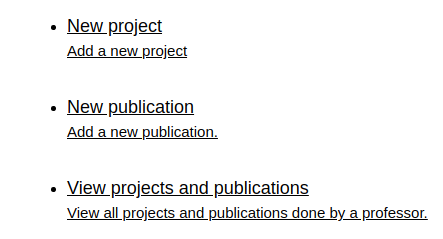 New project
Add a new project
New publication
Add a new publication.
View projects and publications
View all projects and publications done by a professor.